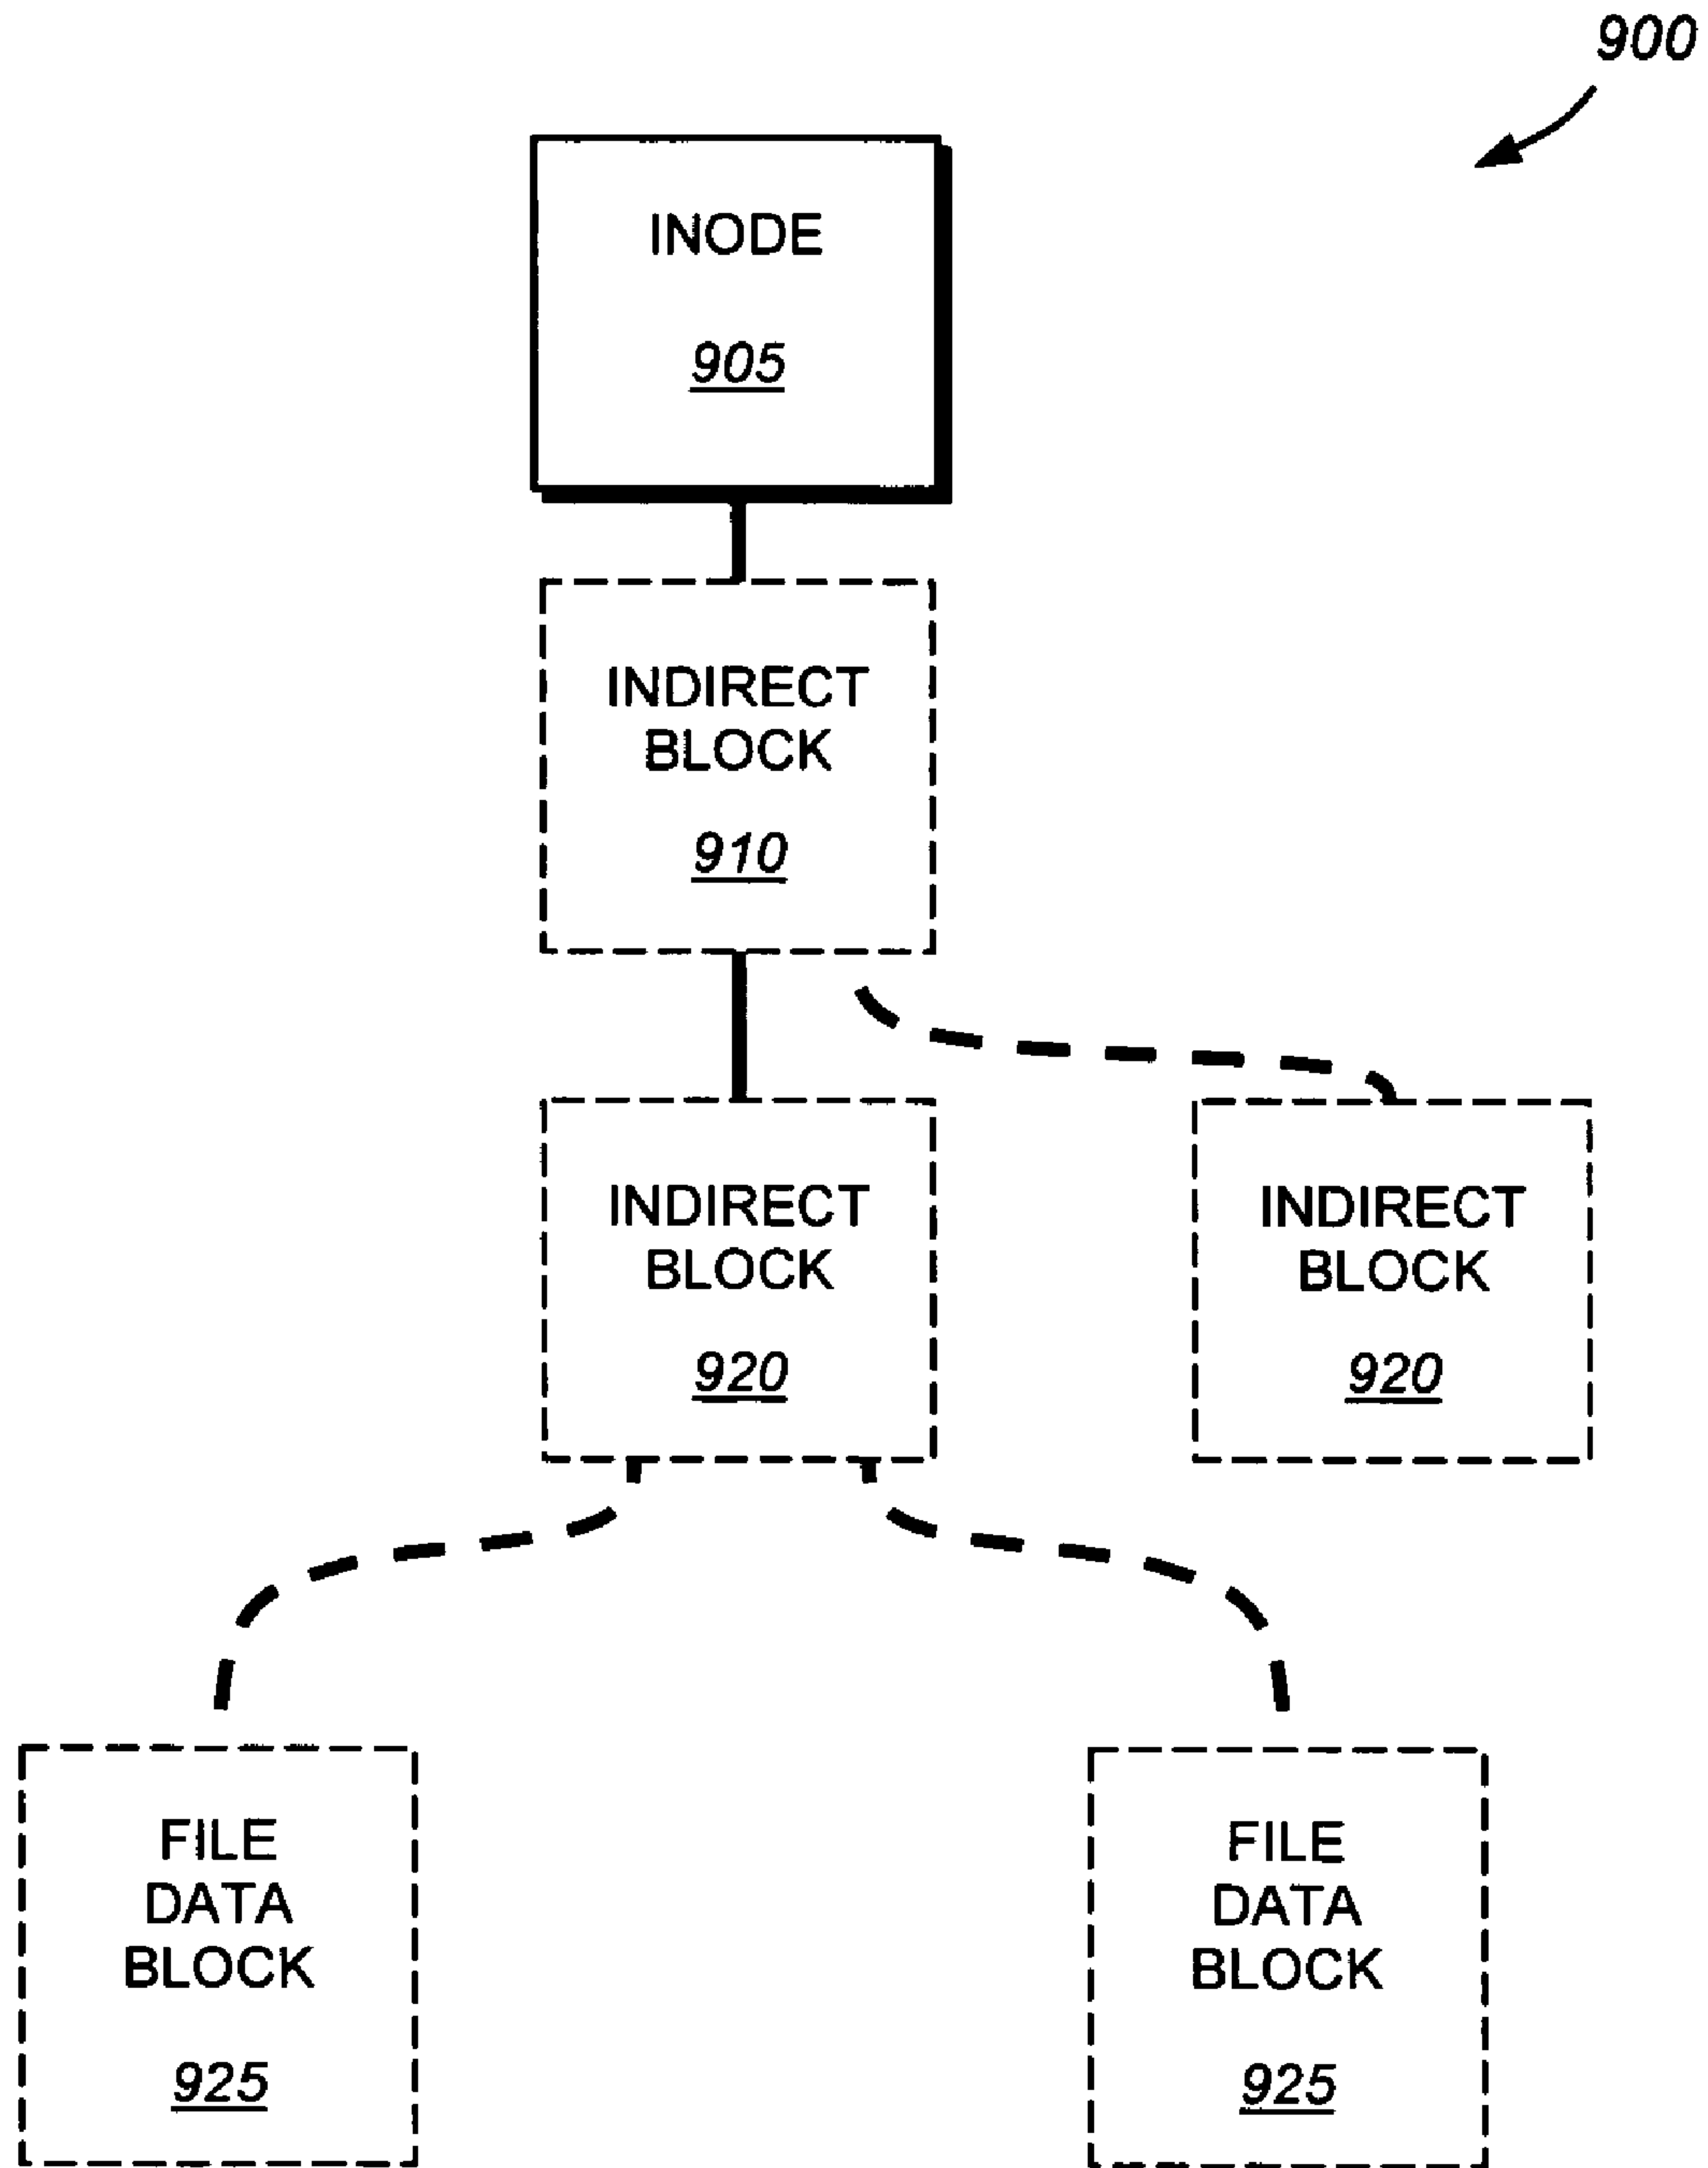 900
INODE
905
INDIRECT
BLOCK
910
INDIRECT
BLOCK
920
INDIRECT
BLOCK
920
FILE
DATA
BLOCK
925
FILE
DATA
BLOCK
925